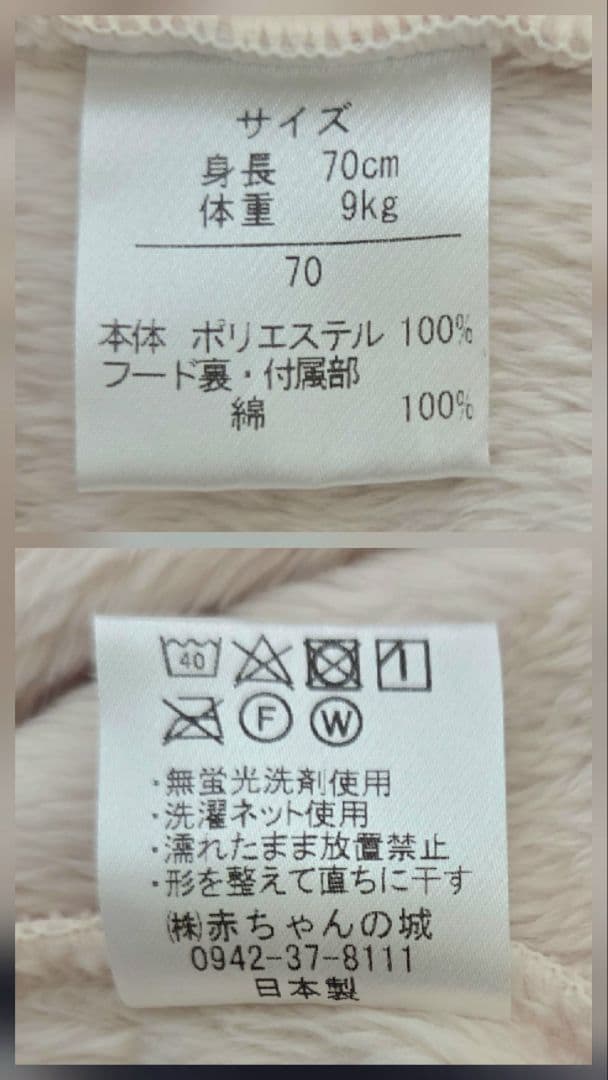 サイズ
身長 70cm
体重 9kg
70
本体 ポリエステル 100%
フード裏・付属部
綿 100%
40
F W
・無蛍光洗剤使用
・洗濯ネット使用
・濡れたまま放置禁止
・形を整えて直ちに干す
㈱赤ちゃんの城
0942-37-8111
日本製